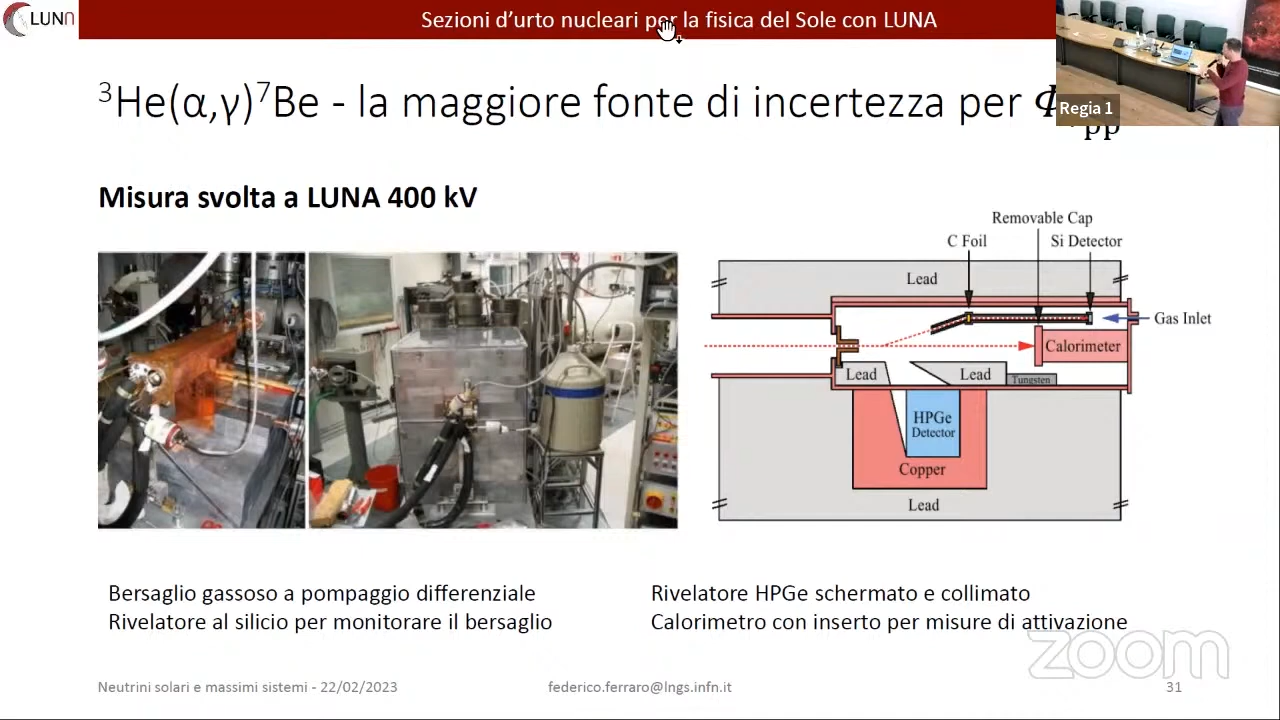 LUNA
Sezioni d'urto nucleari per la fisica del Sole con LUNA
Regia 1
³He(α,γ)⁷Be - la maggiore fonte di incertezza per Φ
pp
Misura svolta a LUNA 400 kV
Removable Cap
C Foil
Si Detector
Lead
Gas Inlet
Calorimeter
Lead
Lead
Tungsten
HPGe
Detector
Copper
Lead
Bersaglio gassoso a pompaggio differenziale
Rivelatore al silicio per monitorare il bersaglio
Rivelatore HPGe schermato e collimato
Calorimetro con inserto per misure di attivazione
zoom
Neutrini solari e massimi sistemi - 22/02/2023
federico.ferraro@lngs.infn.it
31